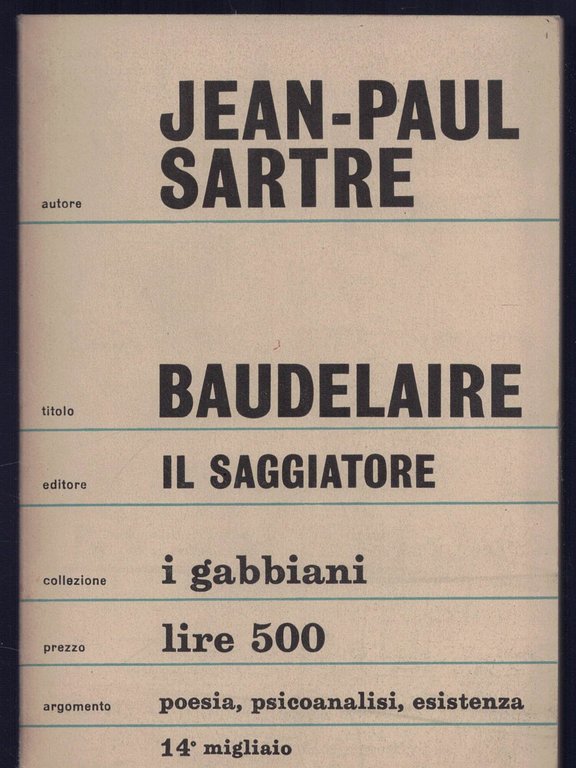 JEAN-PAUL
autore SARTRE
titolo BAUDELAIRE
editore IL SAGGIATORE
collezione i gabbiani
prezzo lire 500
argomento poesia, psicoanalisi, esistenza
14° migliaio